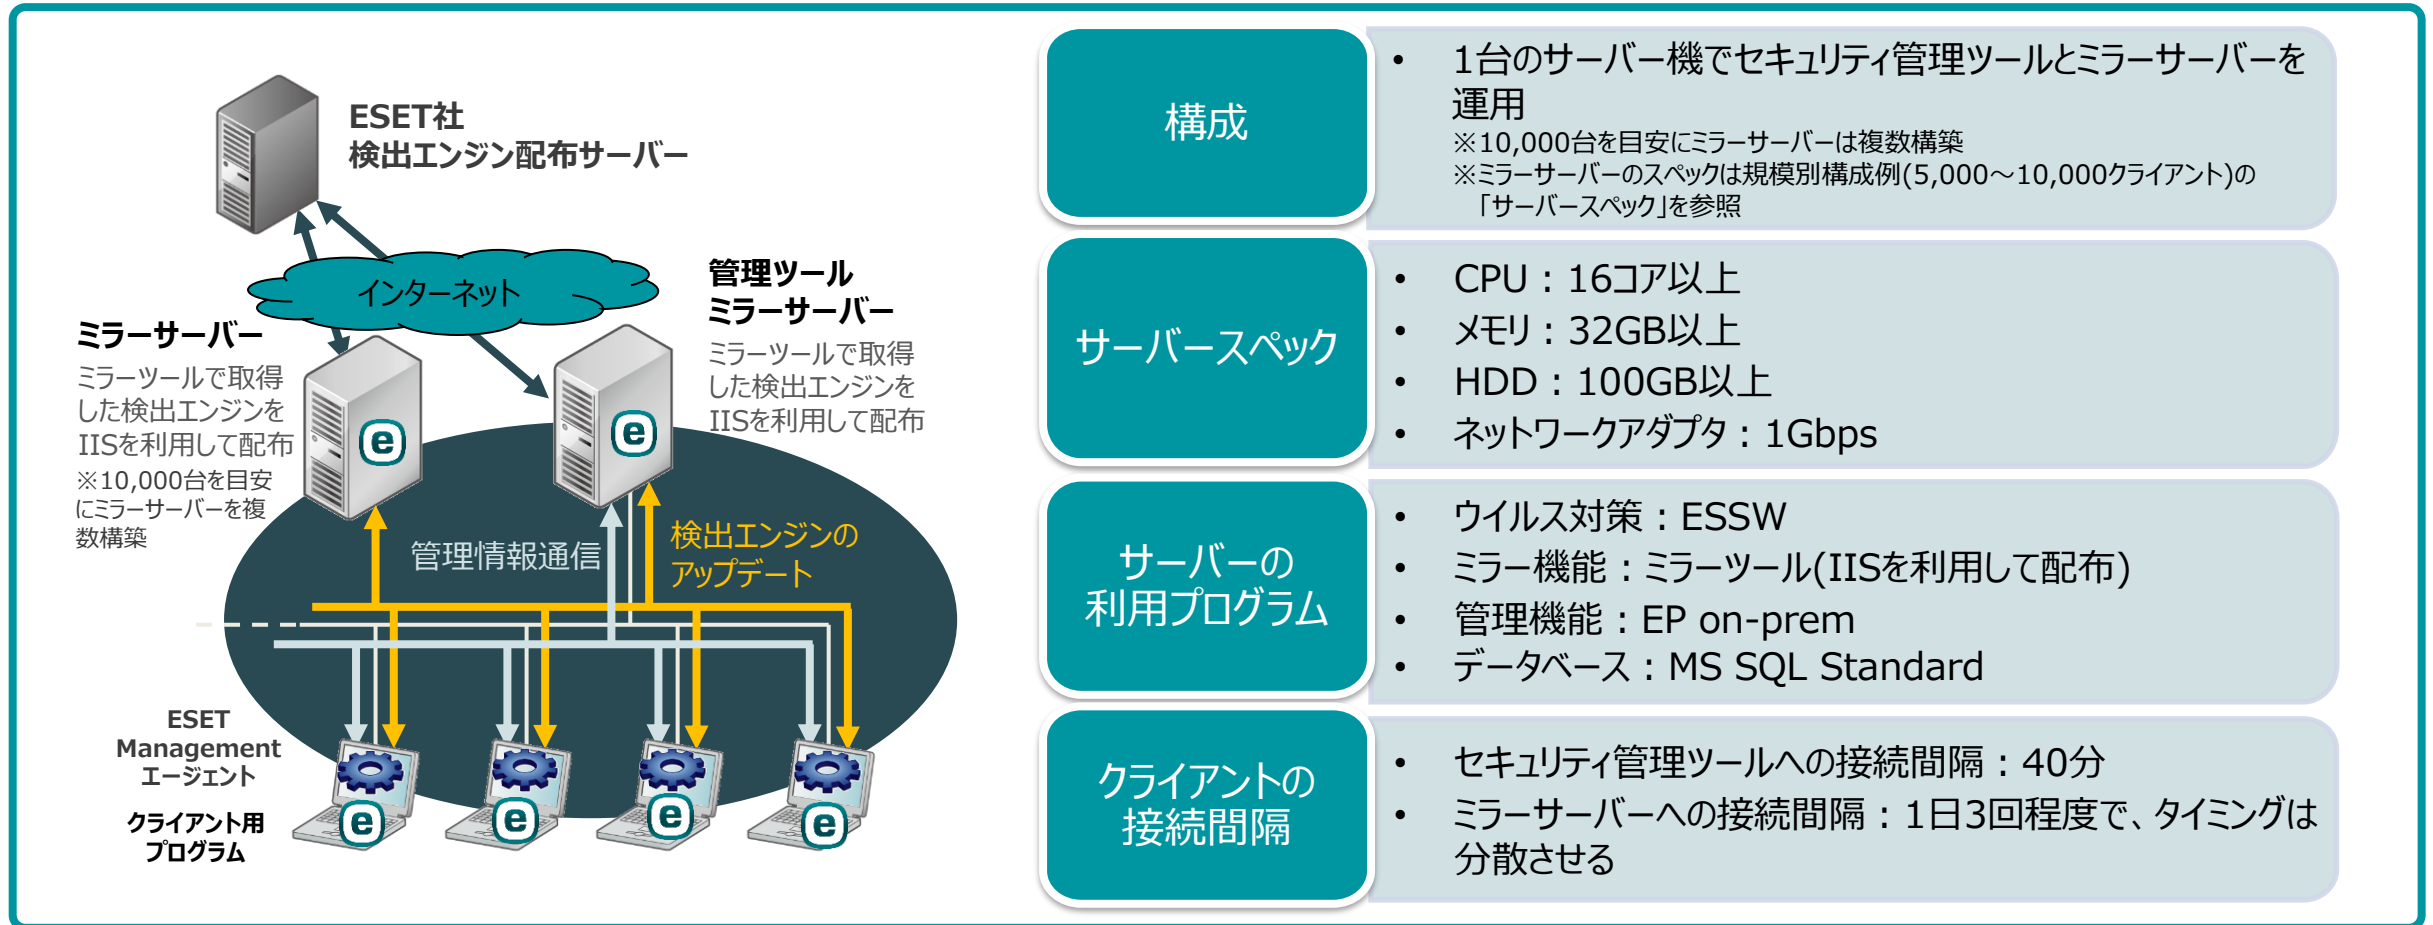 ESET社
検出エンジン配布サーバー
インターネット
管理ツール
ミラーサーバー
ミラーツールで取得
した検出エンジンを
IISを利用して配布
ミラーサーバー
ミラーツールで取得
した検出エンジンを
IISを利用して配布
※10,000台を目安
にミラーサーバーを複
数構築
e
e
管理情報通信
検出エンジンの
アップデート
ESET
Management
エージェント
クライアント用
プログラム
e
e
e
e
構成
• 1台のサーバー機でセキュリティ管理ツールとミラーサーバーを
運用
※10,000台を目安にミラーサーバーは複数構築
※ミラーサーバーのスペックは規模別構成例(5,000～10,000クライアント)の
「サーバースペック」を参照
サーバースペック
• CPU：16コア以上
• メモリ：32GB以上
• HDD：100GB以上
• ネットワークアダプタ：1Gbps
サーバーの
利用プログラム
• ウイルス対策：ESSW
• ミラー機能：ミラーツール(IISを利用して配布)
• 管理機能：EP on-prem
• データベース：MS SQL Standard
クライアントの
接続間隔
• セキュリティ管理ツールへの接続間隔：40分
• ミラーサーバーへの接続間隔：1日3回程度で、タイミングは
分散させる